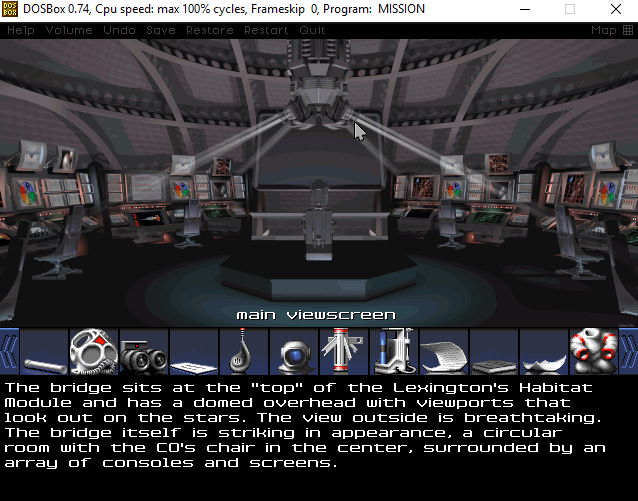 DOSBox 0.74, Cpu speed: max 100% cycles, Frameskip 0, Program: MISSION
Help Volume Undo Save Restore Restart Quit Map
main viewscreen
The bridge sits at the "top" of the Lexington's Habitat
Module and has a domed overhead with viewports that
look out on the stars. The view outside is breathtaking.
The bridge itself is striking in appearance, a circular
room with the CO's chair in the center, surrounded by an
array of consoles and screens.